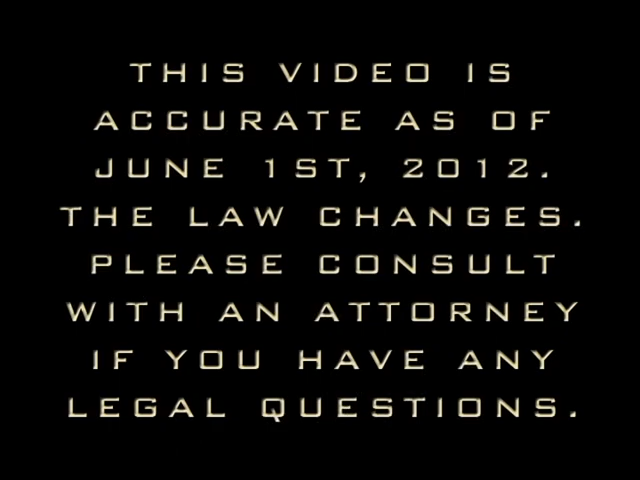 THIS VIDEO IS
ACCURATE AS OF
JUNE 1ST, 2012.
THE LAW CHANGES.
PLEASE CONSULT
WITH AN ATTORNEY
IF YOU HAVE ANY
LEGAL QUESTIONS.